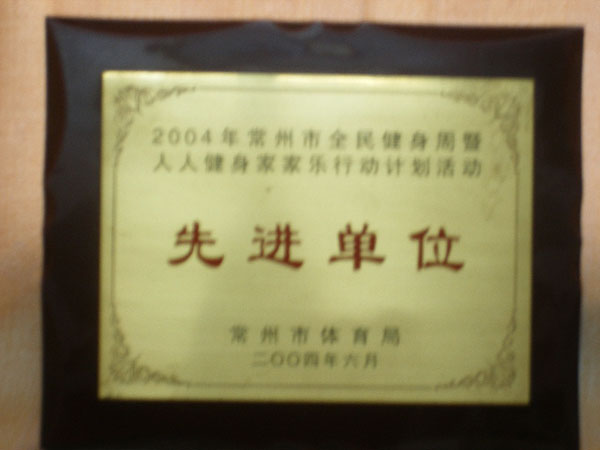 2004年常州市全民健身周暨
人人健身家家乐行动计划活动
先进单位
常州市体育局
二〇〇四年六月